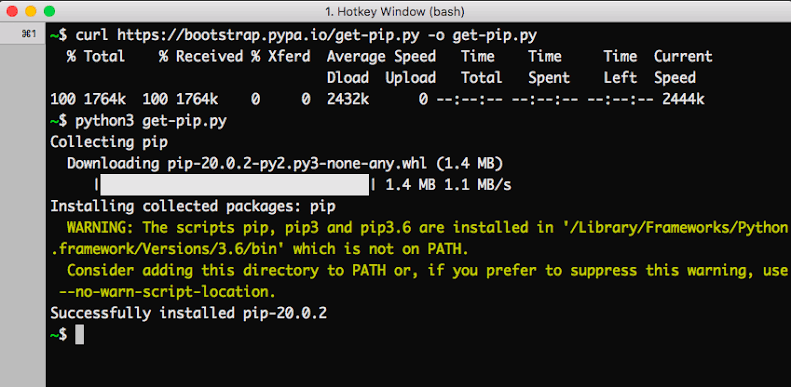 1. Hotkey Window (bash)
⌘1
~$ curl https://bootstrap.pypa.io/get-pip.py -o get-pip.py
% Total % Received % Xferd Average Speed Time Time Time Current
Dload Upload Total Spent Left Speed
100 1764k 100 1764k 0 0 2432k 0 --:--:-- --:--:-- --:--:-- 2444k
~$ python3 get-pip.py
Collecting pip
Downloading pip-20.0.2-py2.py3-none-any.whl (1.4 MB)
| | 1.4 MB 1.1 MB/s
Installing collected packages: pip
WARNING: The scripts pip, pip3 and pip3.6 are installed in '/Library/Frameworks/Python
.framework/Versions/3.6/bin' which is not on PATH.
Consider adding this directory to PATH or, if you prefer to suppress this warning, use
--no-warn-script-location.
Successfully installed pip-20.0.2
~$